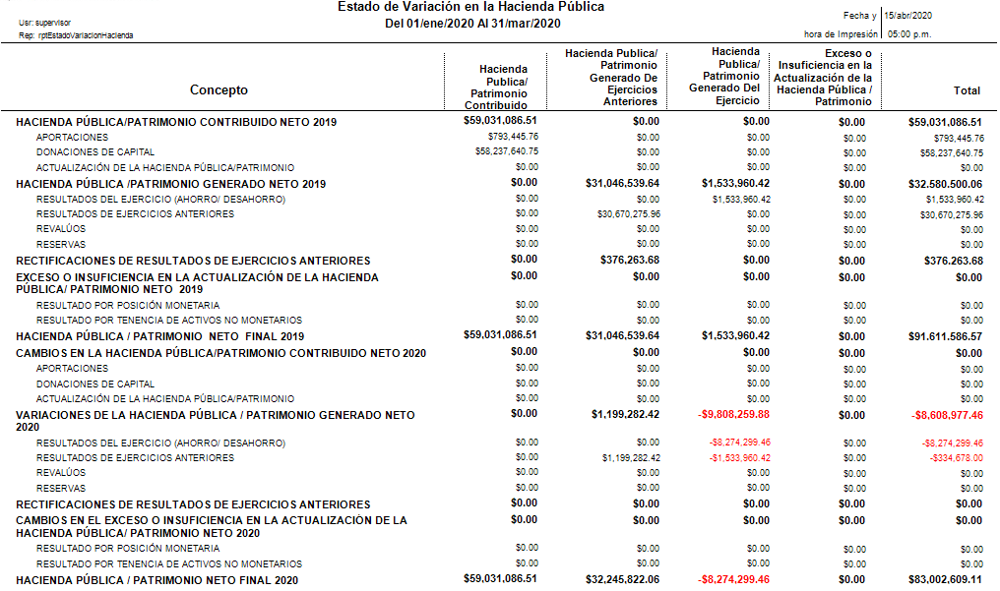 Estado de Variación en la Hacienda Pública
Usr: supervisor
Del 01/ene/2020 Al 31/mar/2020
Fecha y 15/abr/2020
Rep: rptEstadoVariacionHacienda
hora de Impresión 05:00 p.m.
Concepto
Hacienda
Publica/
Patrimonio
Contribuido
Hacienda Publica/
Patrimonio
Generado De
Ejercicios
Anteriores
Hacienda
Publica/
Patrimonio
Generado Del
Ejercicio
Exceso o
Insuficiencia en la
Actualización de la
Hacienda Pública /
Patrimonio
Total
HACIENDA PÚBLICA/PATRIMONIO CONTRIBUIDO NETO 2019 $59,031,086.51 $0.00 $0.00 $0.00 $59,031,086.51
APORTACIONES $793,445.76 $0.00 $0.00 $0.00 $793,445.76
DONACIONES DE CAPITAL $58,237,640.75 $0.00 $0.00 $0.00 $58,237,640.75
ACTUALIZACIÓN DE LA HACIENDA PÚBLICA/PATRIMONIO $0.00 $0.00 $0.00 $0.00 $0.00
HACIENDA PÚBLICA /PATRIMONIO GENERADO NETO 2019 $0.00 $31,046,539.64 $1,533,960.42 $0.00 $32.580,500.06
RESULTADOS DEL EJERCICIO (AHORRO/ DESAHORRO) $0.00 $0.00 $1,533,960.42 $0.00 $1,533,960.42
RESULTADOS DE EJERCICIOS ANTERIORES $0.00 $30,670,275.96 $0.00 $0.00 $30,670,275.96
REVALÚOS $0.00 $0.00 $0.00 $0.00 $0.00
RESERVAS $0.00 $0.00 $0.00 $0.00 $0.00
RECTIFICACIONES DE RESULTADOS DE EJERCICIOS ANTERIORES $0.00 $376,263.68 $0.00 $0.00 $376.263.68
EXCESO O INSUFICIENCIA EN LA ACTUALIZACIÓN DE LA HACIENDA $0.00 $0.00 $0.00 $0.00 $0.00
PÚBLICA/ PATRIMONIO NETO 2019
RESULTADO POR POSICIÓN MONETARIA $0.00 $0.00 $0.00 $0.00 $0.00
RESULTADO POR TENENCIA DE ACTIVOS NO MONETARIOS $0.00 $0.00 $0.00 $0.00 $0.00
HACIENDA PÚBLICA / PATRIMONIO NETO FINAL 2019 $59,031,086.51 $31,046,539.64 $1,533,960.42 $0.00 $91.611.586.57
CAMBIOS EN LA HACIENDA PÚBLICA/PATRIMONIO CONTRIBUIDO NETO 2020 $0.00 $0.00 $0.00 $0.00 $0.00
APORTACIONES $0.00 $0.00 $0.00 $0.00 $0.00
DONACIONES DE CAPITAL $0.00 $0.00 $0.00 $0.00 $0.00
ACTUALIZACIÓN DE LA HACIENDA PÚBLICA/PATRIMONIO $0.00 $0.00 $0.00 $0.00 $0.00
VARIACIONES DE LA HACIENDA PÚBLICA / PATRIMONIO GENERADO NETO $0.00 $1,199,282.42 -$9,808,259.88 $0.00 -$8,608,977.46
2020
RESULTADOS DEL EJERCICIO (AHORRO/ DESAHORRO) $0.00 $0.00 -$8,274,299.46 $0.00 -$8,274,299.46
RESULTADOS DE EJERCICIOS ANTERIORES $0.00 $1,199,282.42 -$1,533,960.42 $0.00 -$334,678.00
REVALÚOS $0.00 $0.00 $0.00 $0.00 $0.00
RESERVAS $0.00 $0.00 $0.00 $0.00 $0.00
RECTIFICACIONES DE RESULTADOS DE EJERCICIOS ANTERIORES $0.00 $0.00 $0.00 $0.00 $0.00
CAMBIOS EN EL EXCESO O INSUFICIENCIA EN LA ACTUALIZACIÓN DE LA $0.00 $0.00 $0.00 $0.00 $0.00
HACIENDA PÚBLICA/ PATRIMONIO NETO 2020
RESULTADO POR POSICIÓN MONETARIA $0.00 $0.00 $0.00 $0.00 $0.00
RESULTADO POR TENENCIA DE ACTIVOS NO MONETARIOS $0.00 $0.00 $0.00 $0.00 $0.00
HACIENDA PÚBLICA / PATRIMONIO NETO FINAL 2020 $59,031,086.51 $32,245,822.06 -$8,274,299.46 $0.00 $83,002,609.11